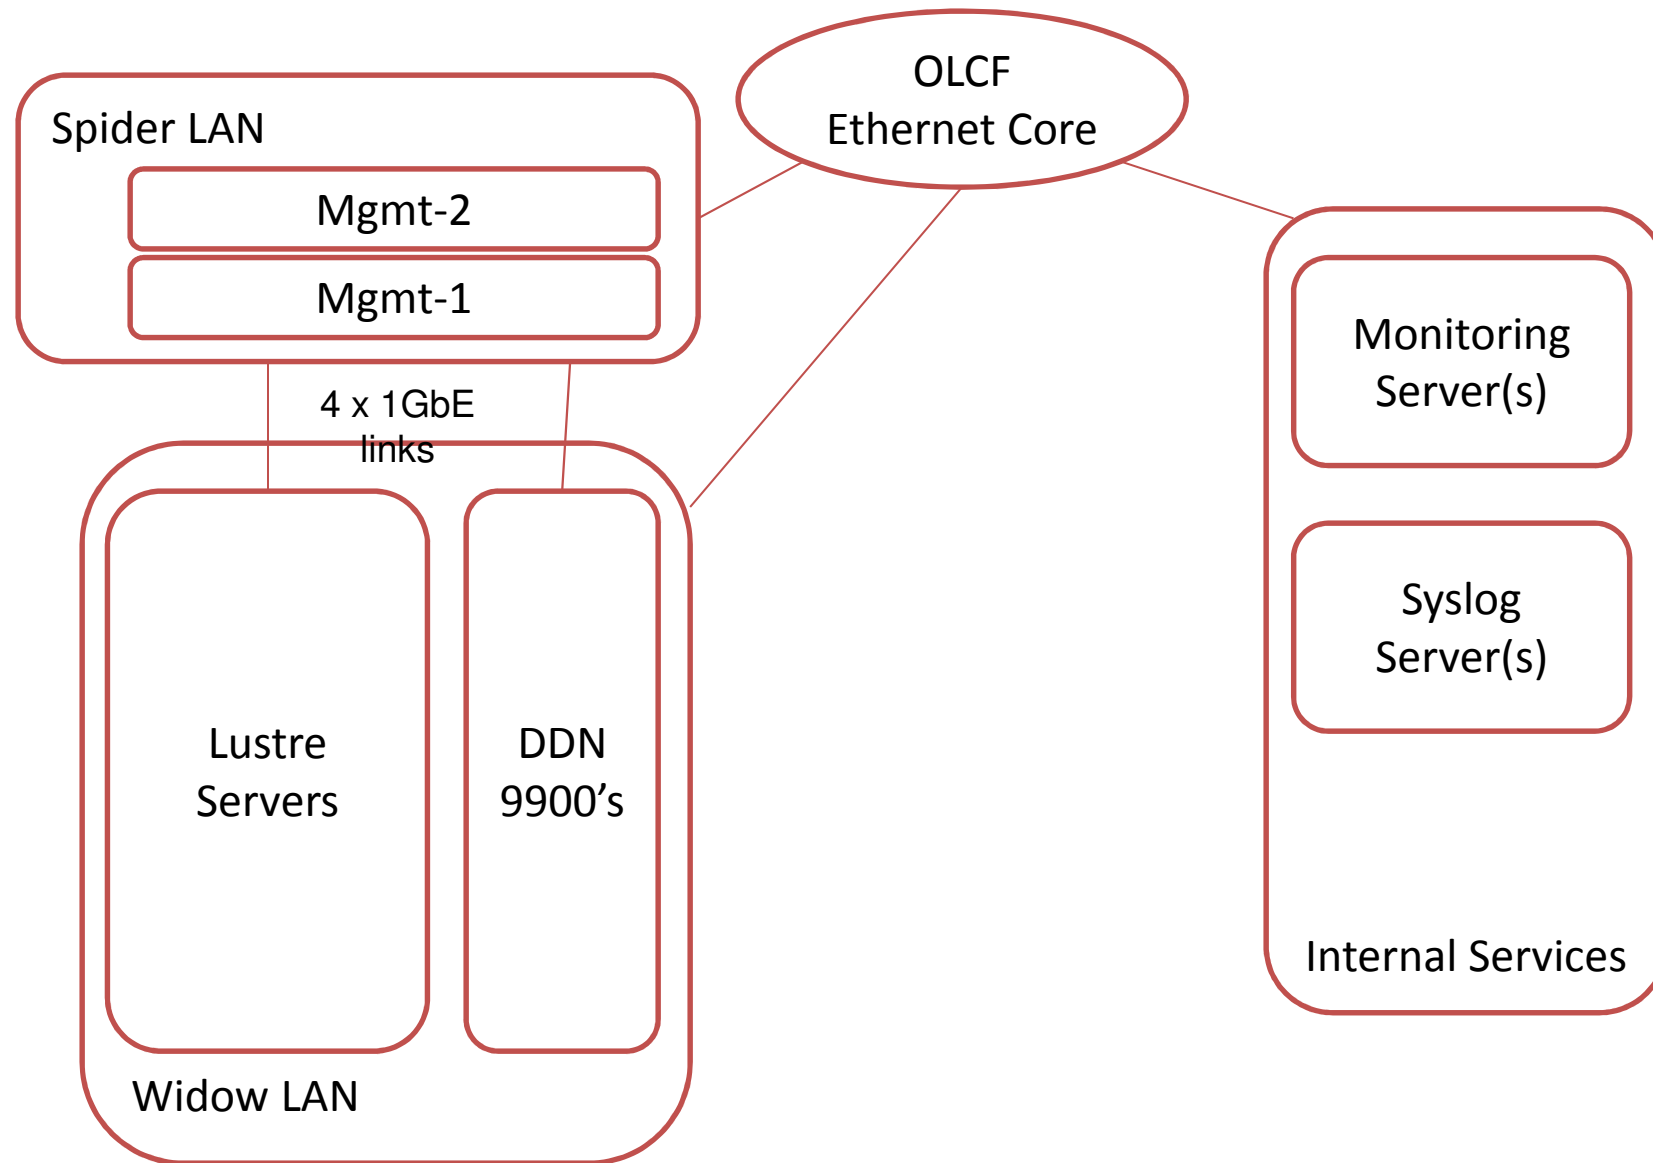 OLCF
Ethernet Core
Spider LAN
Mgmt-2
Mgmt-1
4 x 1GbE
links
Monitoring
Server(s)
Syslog
Server(s)
Lustre
Servers
DDN
9900’s
Internal Services
Widow LAN